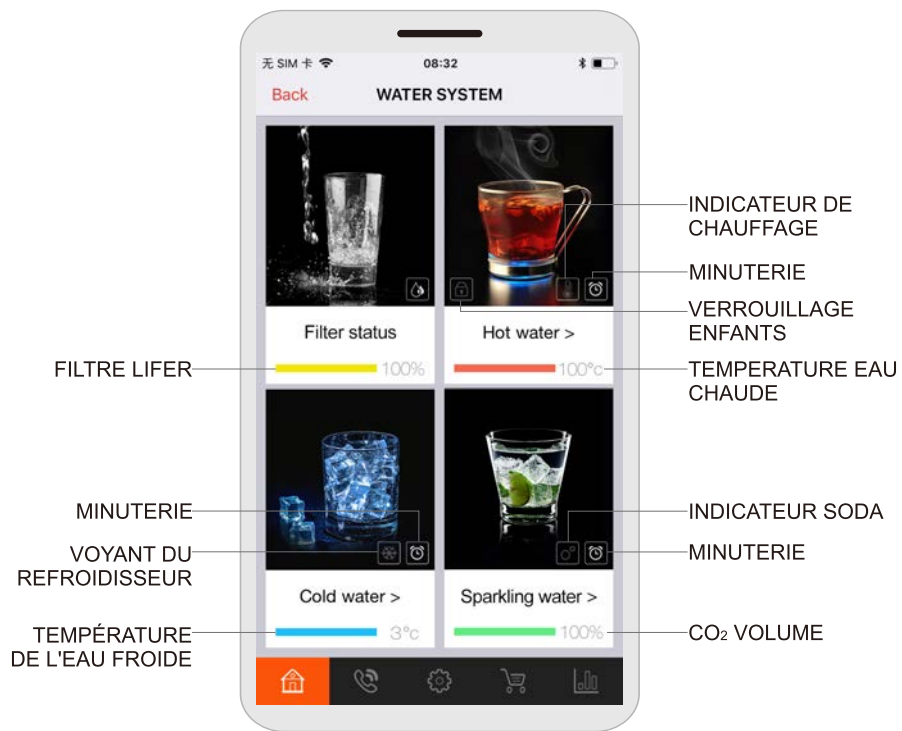 无 SIM 卡
08:32
Back
WATER SYSTEM
INDICATEUR DE
CHAUFFAGE
MINUTERIE
VERROUILLAGE
ENFANTS
Filter status
Hot water >
FILTRE LIFER
100%
100°c
TEMPERATURE EAU
CHAUDE
MINUTERIE
VOYANT DU
REFROIDISSEUR
INDICATEUR SODA
MINUTERIE
Cold water >
Sparkling water >
TEMPÉRATURE
DE L'EAU FROIDE
3°c
100%
CO₂ VOLUME